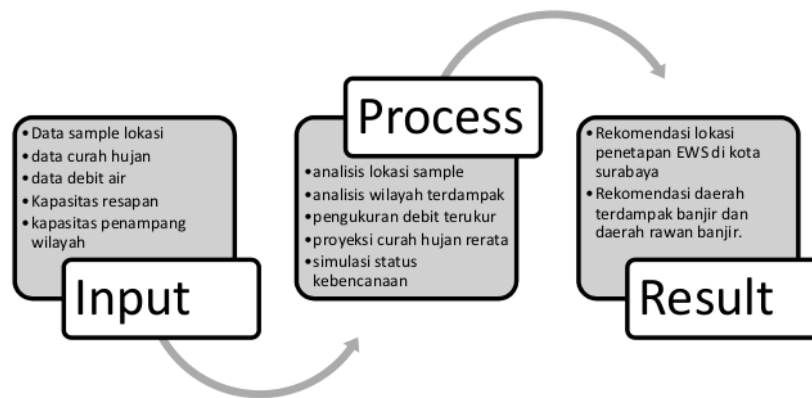 • Data sample lokasi
• data curah hujan
• data debit air
• Kapasitas resapan
• kapasitas penampang
wilayah
Input
Process
• analisis lokasi sample
• analisis wilayah terdampak
• pengukuran debit terukur
• proyeksi curah hujan rerata
• simulasi status
kebencanaan
• Rekomendasi lokasi
penetapan EWS di kota
surabaya
• Rekomendasi daerah
terdampak banjir dan
daerah rawan banjir.
Result